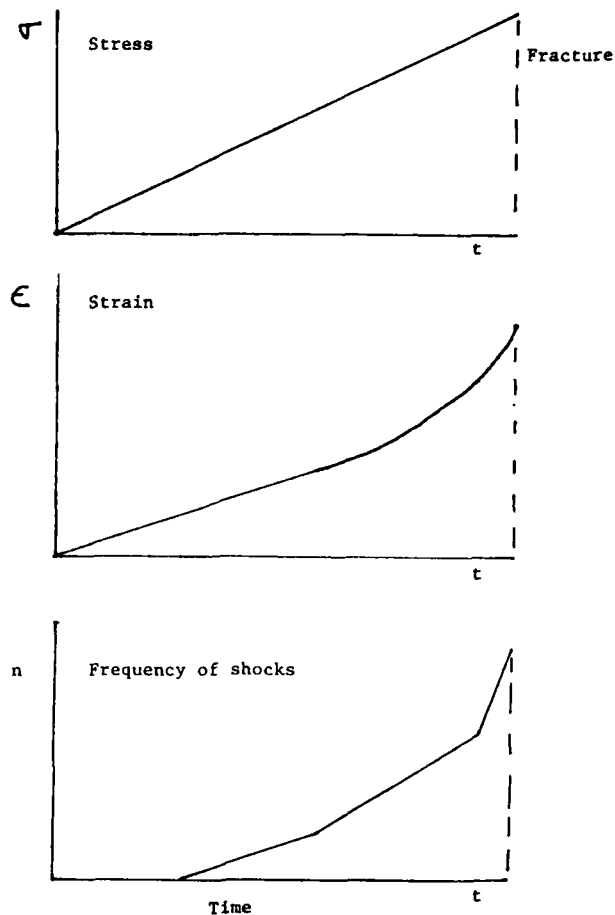 σ
Stress
Fracture
t
ε
Strain
t
n
Frequency of shocks
t
Time